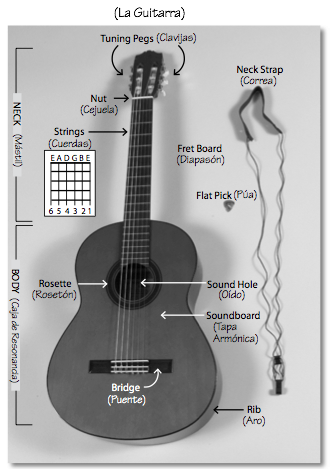 (La Guitarra)
Tuning Pegs (Clavijas)
Neck Strap
(Correa)
Nut
(Cejuela)
NECK (Mástil)
Strings
(Cuerdas)
E A D G B E
6 5 4 3 2 1
Fret Board
(Diapasón)
Flat Pick (Púa)
BODY (Caja de Resonanda)
Rosette
(Rosetón)
Sound Hole
(Oído)
Soundboard
(Tapa
Armónica)
Bridge
(Puente)
Rib
(Aro)